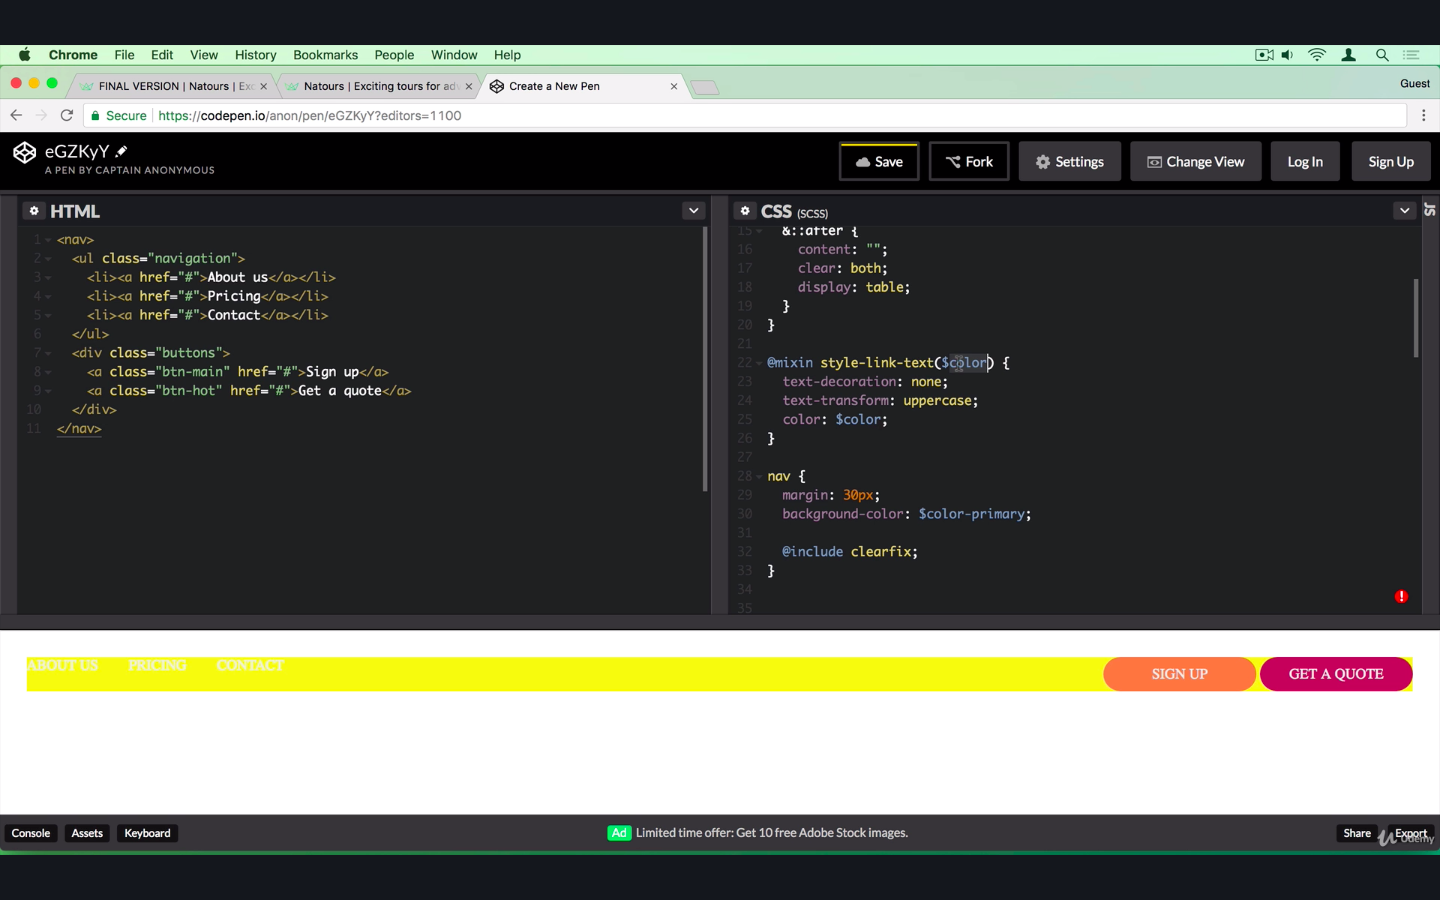 Chrome File Edit View History Bookmarks People Window Help
FINAL VERSION | Natours | Exc
Natours | Exciting tours for adv
Create a New Pen
Guest
Secure https://codepen.io/anon/pen/eGZKyY?editors=1100
eGZKyY
A PEN BY CAPTAIN ANONYMOUS
Save
Fork
Settings
Change View
Log In
Sign Up
HTML
1 <nav>
2 <ul class="navigation">
3 <li><a href="#">About us</a></li>
4 <li><a href="#">Pricing</a></li>
5 <li><a href="#">Contact</a></li>
6 </ul>
7 <div class="buttons">
8 <a class="btn-main" href="#">Sign up</a>
9 <a class="btn-hot" href="#">Get a quote</a>
10 </div>
11 </nav>
CSS (SCSS)
JS
15 &::after {
16 content: "";
17 clear: both;
18 display: table;
19 }
20 }
21
22 @mixin style-link-text($color) {
23 text-decoration: none;
24 text-transform: uppercase;
25 color: $color;
26 }
27
28 nav {
29 margin: 30px;
30 background-color: $color-primary;
31
32 @include clearfix;
33 }
34
35
ABOUT US PRICING CONTACT
SIGN UP
GET A QUOTE
Console
Assets
Keyboard
Ad Limited time offer: Get 10 free Adobe Stock images.
Share
Export
Udemy